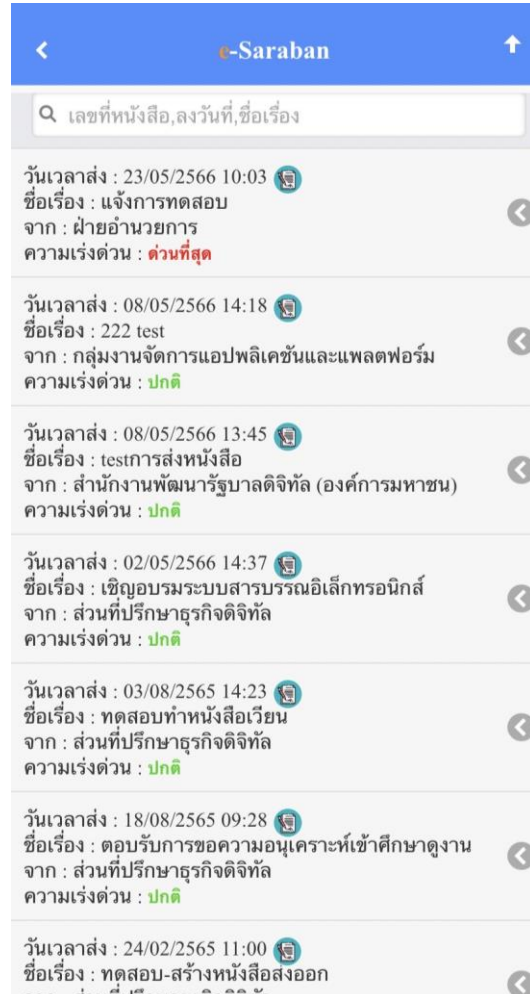 e-Saraban
เลขที่หนังสือ,ลงวันที่,ชื่อเรื่อง
วันเวลาส่ง : 23/05/2566 10:03
ชื่อเรื่อง : แจ้งการทดสอบ
จาก : ฝ่ายอำนวยการ
ความเร่งด่วน : ด่วนที่สุด
วันเวลาส่ง : 08/05/2566 14:18
ชื่อเรื่อง : 222 test
จาก : กลุ่มงานจัดการแอปพลิเคชันและแพลตฟอร์ม
ความเร่งด่วน : ปกติ
วันเวลาส่ง : 08/05/2566 13:45
ชื่อเรื่อง : testการส่งหนังสือ
จาก : สำนักงานพัฒนารัฐบาลดิจิทัล (องค์การมหาชน)
ความเร่งด่วน : ปกติ
วันเวลาส่ง : 02/05/2566 14:37
ชื่อเรื่อง : เชิญอบรมระบบสารบรรณอิเล็กทรอนิกส์
จาก : ส่วนที่ปรึกษาธุรกิจดิจิทัล
ความเร่งด่วน : ปกติ
วันเวลาส่ง : 03/08/2565 14:23
ชื่อเรื่อง : ทดสอบทำหนังสือเวียน
จาก : ส่วนที่ปรึกษาธุรกิจดิจิทัล
ความเร่งด่วน : ปกติ
วันเวลาส่ง : 18/08/2565 09:28
ชื่อเรื่อง : ตอบรับการขอความอนุเคราะห์เข้าศึกษาดูงาน
จาก : ส่วนที่ปรึกษาธุรกิจดิจิทัล
ความเร่งด่วน : ปกติ
วันเวลาส่ง : 24/02/2565 11:00
ชื่อเรื่อง : ทดสอบ-สร้างหนังสือส่งออก